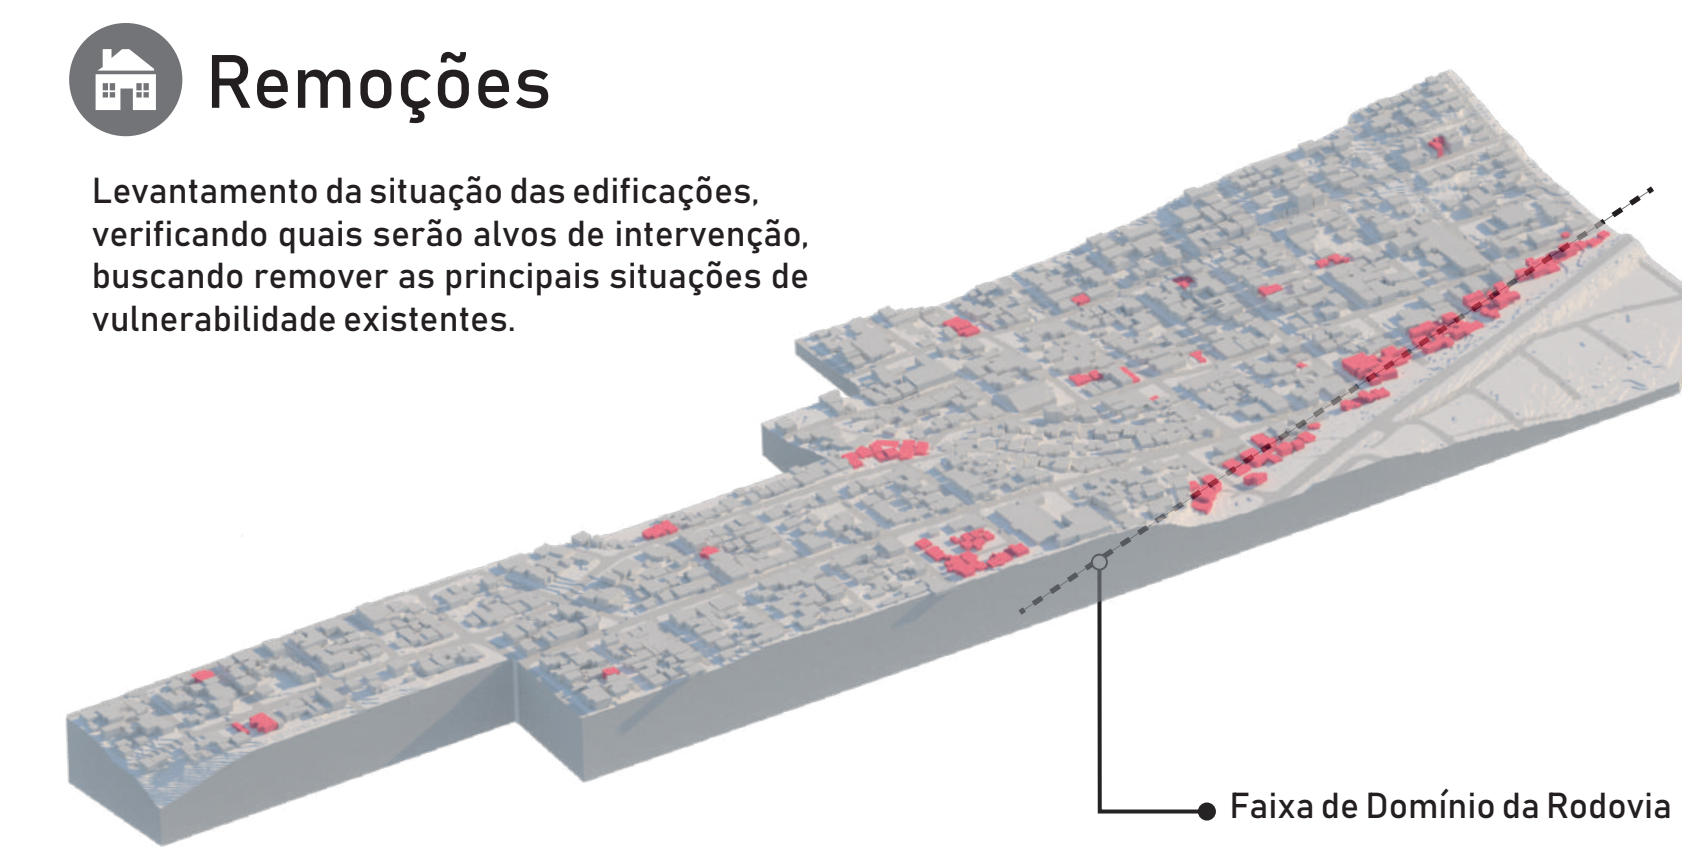 Remoções
Levantamento da situação das edificações,
verificando quais serão alvos de intervenção,
buscando remover as principais situações de
vulnerabilidade existentes.
Faixa de Domínio da Rodovia